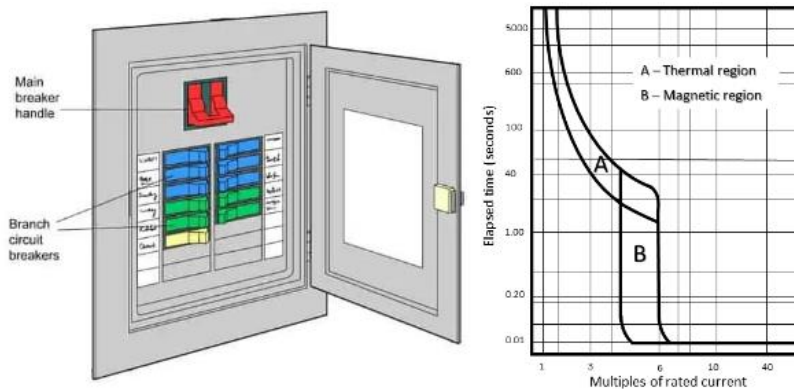 Main
breaker
handle
Branch
circuit
breakers
A – Thermal region
B – Magnetic region
A
B
Elapsed time (seconds)
5000
600
100
40
1.00
0.20
0.01
1
3
6
10
40
Multiples of rated current